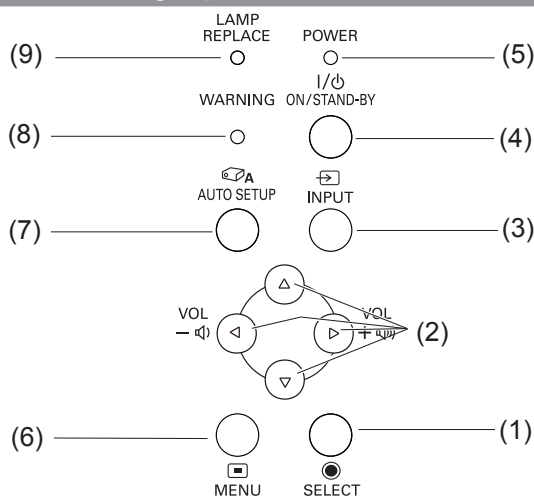 LAMP
REPLACE
POWER
(9)
(5)
WARNING
ON/STAND-BY
(8)
(4)
A
AUTO SETUP
INPUT
(7)
(3)
VOL
VOL
−
+
(2)
(6)
(1)
MENU
SELECT